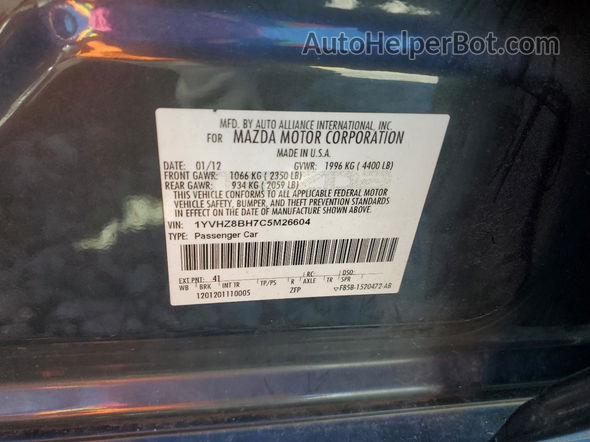 AutoHelperBot.com
MFD. BY AUTO ALLIANCE INTERNATIONAL, INC.
FOR MAZDA MOTOR CORPORATION
MADE IN U.S.A.
DATE: 01/12 GVWR: 1996 KG ( 4400 LB)
FRONT GAWR: 1066 KG ( 2350 LB)
REAR GAWR: 934 KG ( 2059 LB)
THIS VEHICLE CONFORMS TO ALL APPLICABLE FEDERAL MOTOR
VEHICLE SAFETY, BUMPER, AND THEFT PREVENTION STANDARDS
IN EFFECT ON THE DATE OF MANUFACTURE SHOWN ABOVE.
VIN: 1YVHZ8BH7C5M26604
TYPE: Passenger Car
EXT PNT: 41 RC: DSO:
WB BRK INT TR TP/PS R AXLE TR SPR
1201201110005 ZFP F85B-1520472-AB